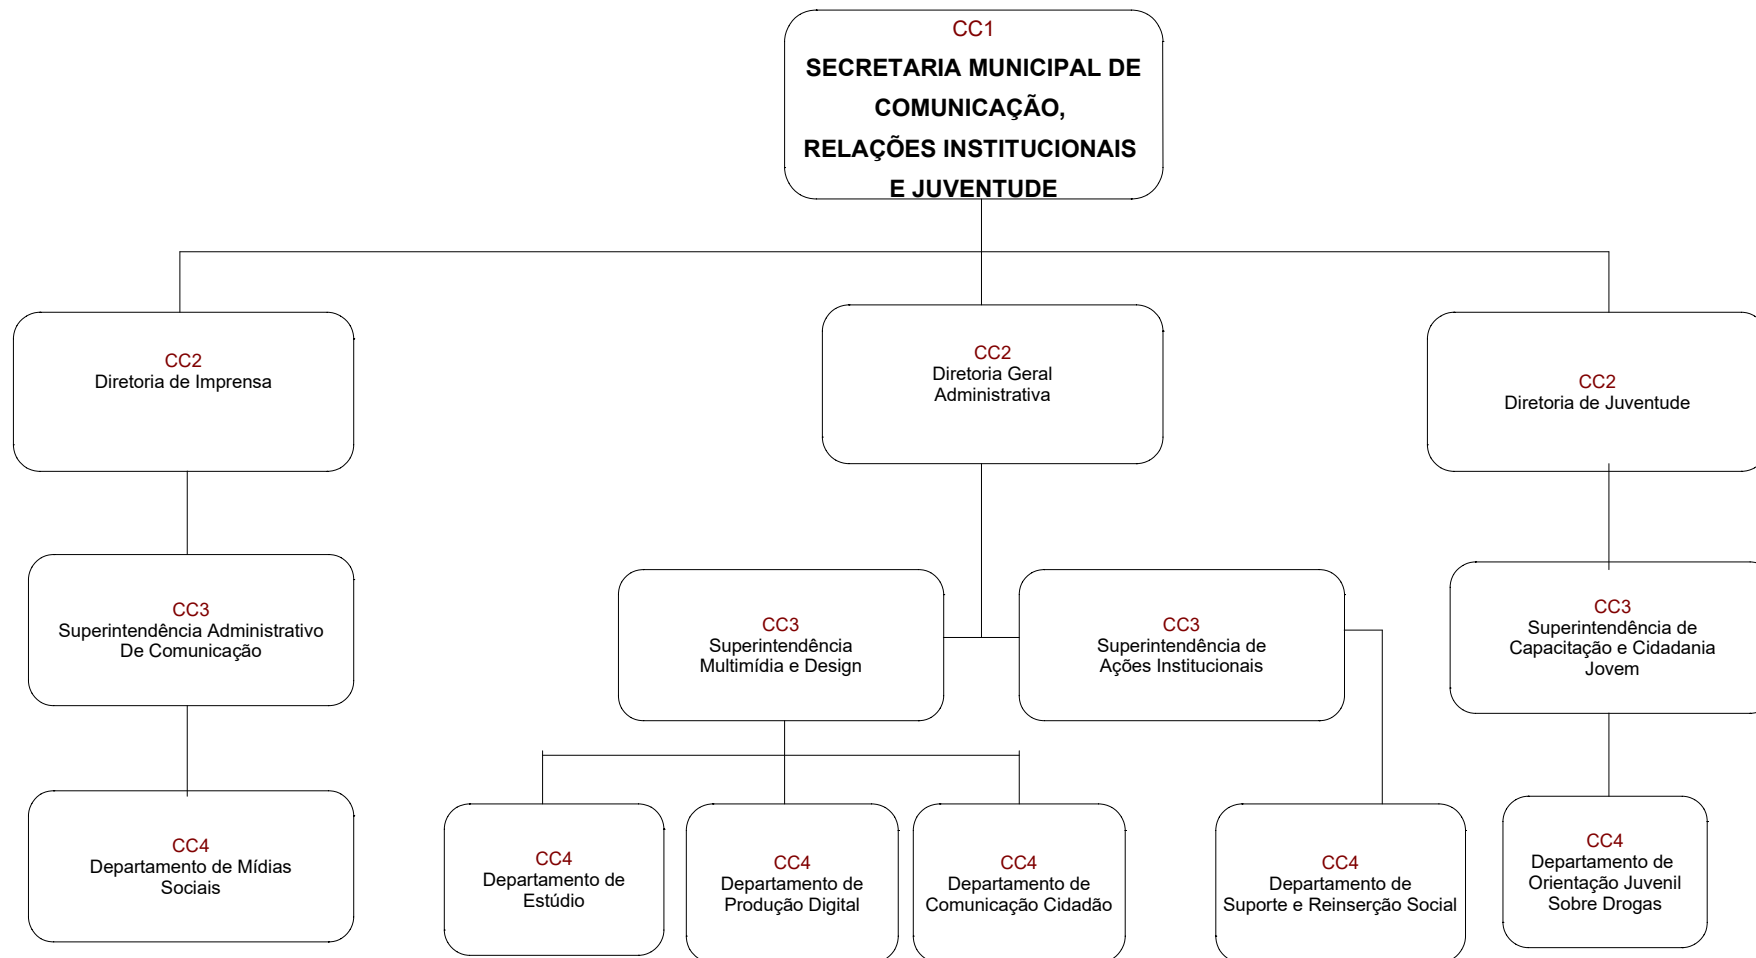 CC1
SECRETARIA MUNICIPAL DE
COMUNICAÇÃO,
RELAÇÕES INSTITUCIONAIS
E JUVENTUDE
CC2
Diretoria de Imprensa
CC2
Diretoria Geral
Administrativa
CC2
Diretoria de Juventude
CC3
Superintendência Administrativo
De Comunicação
CC3
Superintendência
Multimídia e Design
CC3
Superintendência de
Ações Institucionais
CC3
Superintendência de
Capacitação e Cidadania
Jovem
CC4
Departamento de Mídias
Sociais
CC4
Departamento de
Estúdio
CC4
Departamento de
Produção Digital
CC4
Departamento de
Comunicação Cidadão
CC4
Departamento de
Suporte e Reinserção Social
CC4
Departamento de
Orientação Juvenil
Sobre Drogas